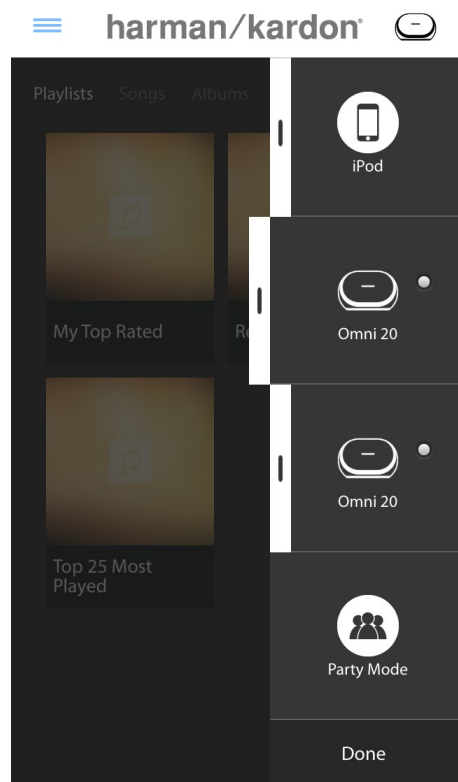 harman/kardon®
Playlists Songs Albums
My Top Rated
Top 25 Most
Played
iPod
Omni 20
Omni 20
Party Mode
Done